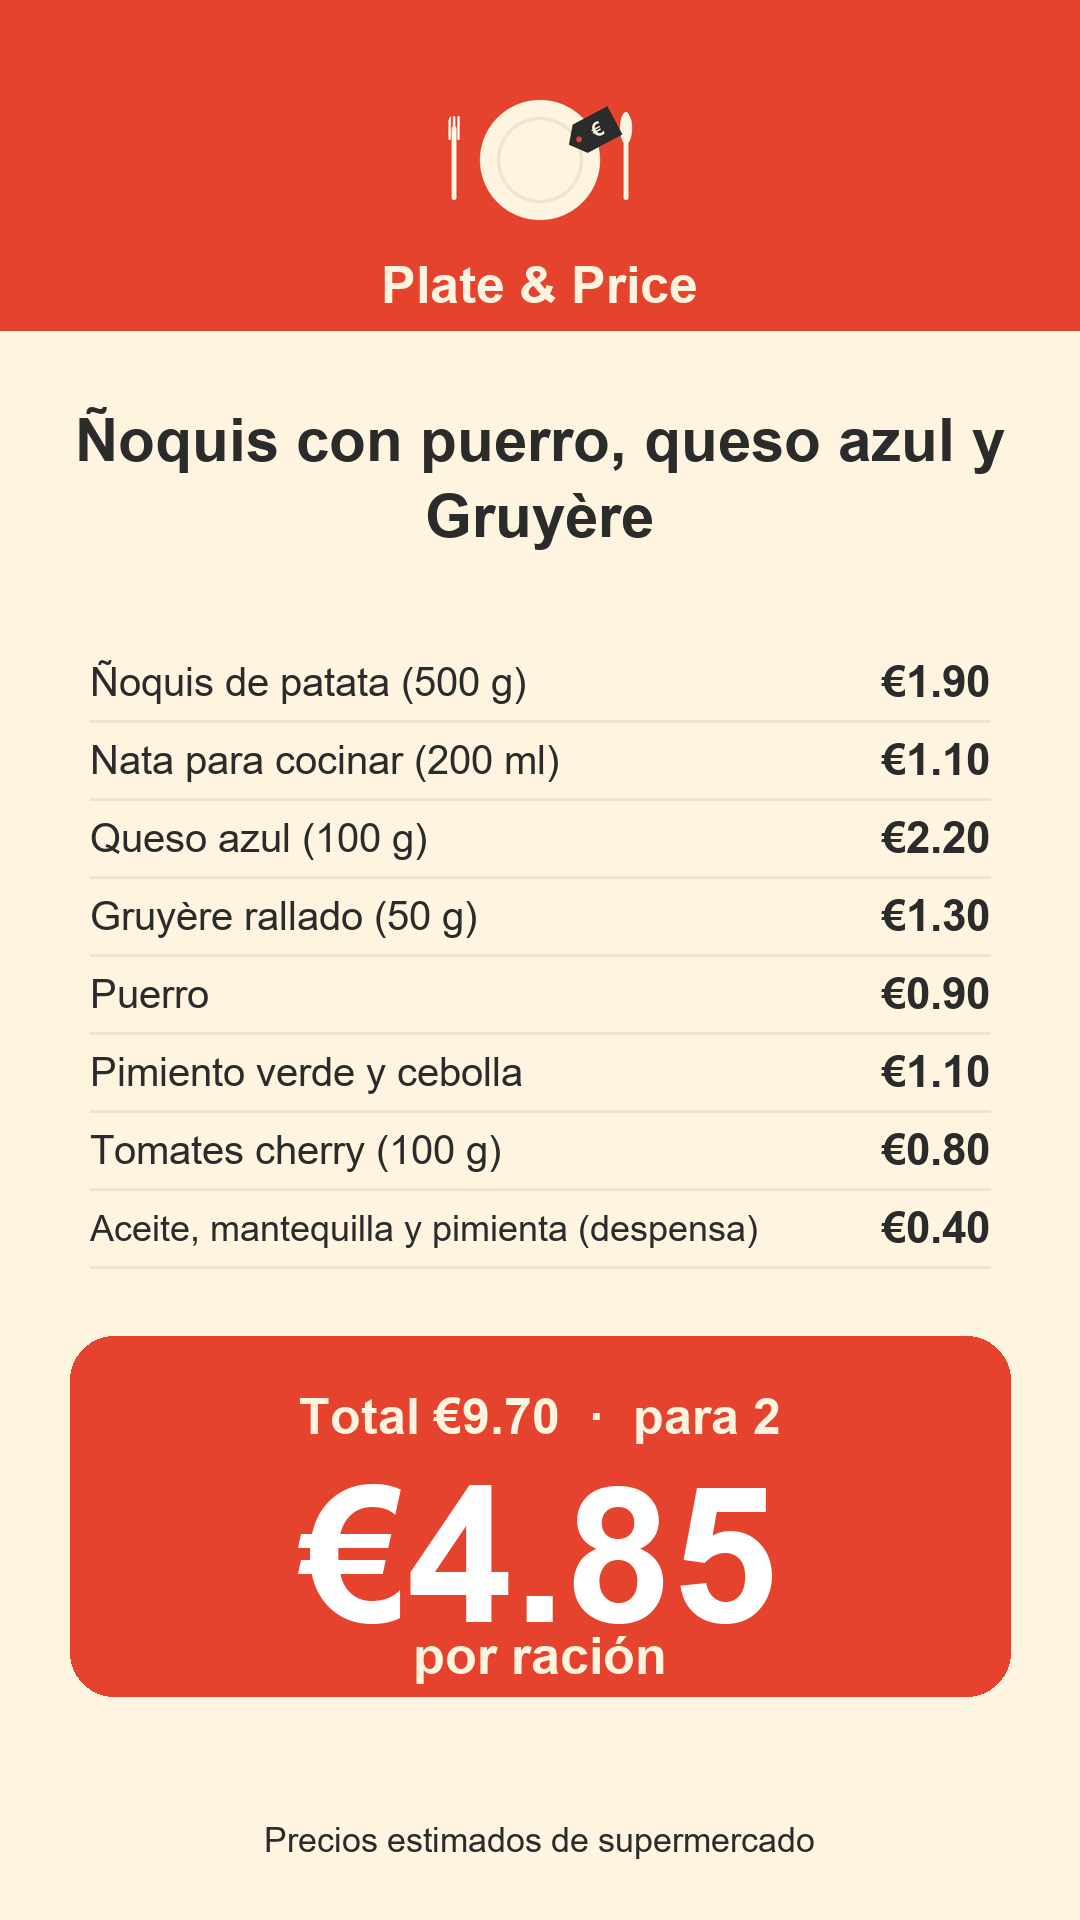 €
Plate & Price
Ñoquis con puerro, queso azul y
Gruyère
Ñoquis de patata (500 g) €1.90
Nata para cocinar (200 ml) €1.10
Queso azul (100 g) €2.20
Gruyère rallado (50 g) €1.30
Puerro €0.90
Pimiento verde y cebolla €1.10
Tomates cherry (100 g) €0.80
Aceite, mantequilla y pimienta (despensa) €0.40
Total €9.70 · para 2
€4.85
por ración
Precios estimados de supermercado